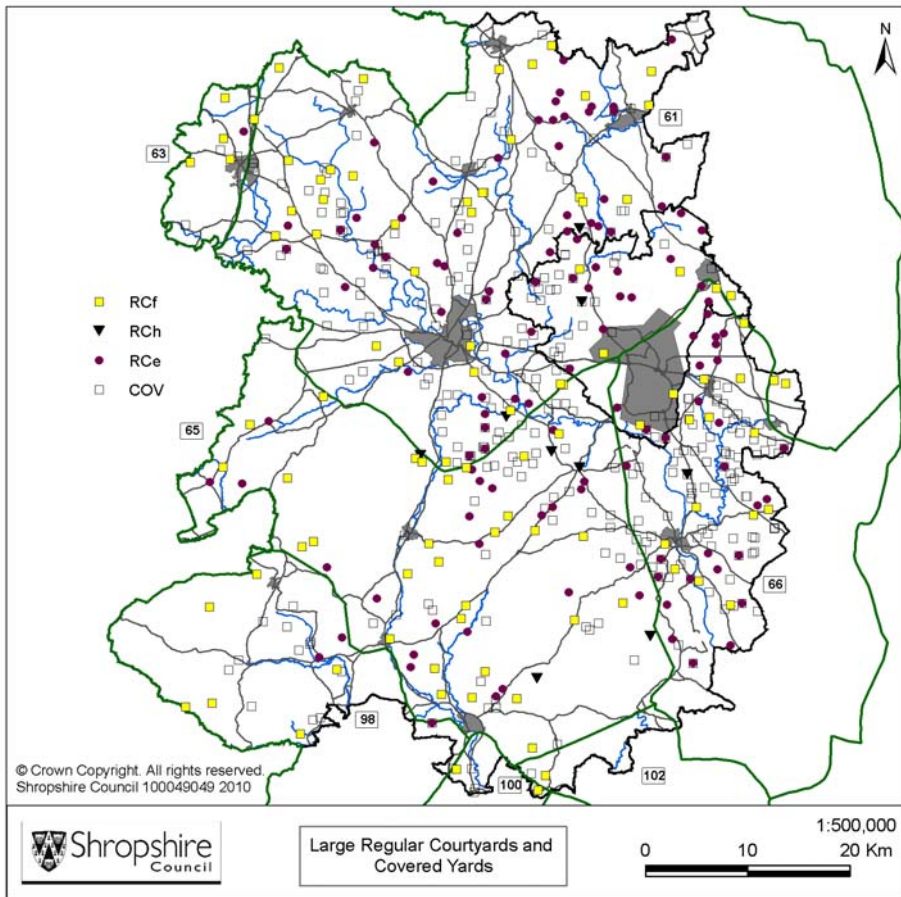 N
61
63
RCf
RCh
RCe
COV
65
66
98
© Crown Copyright. All rights reserved.
Shropshire Council 100049049 2010
100
102
Shropshire
Council
Large Regular Courtyards and
Covered Yards
1:500,000
0 10 20 Km